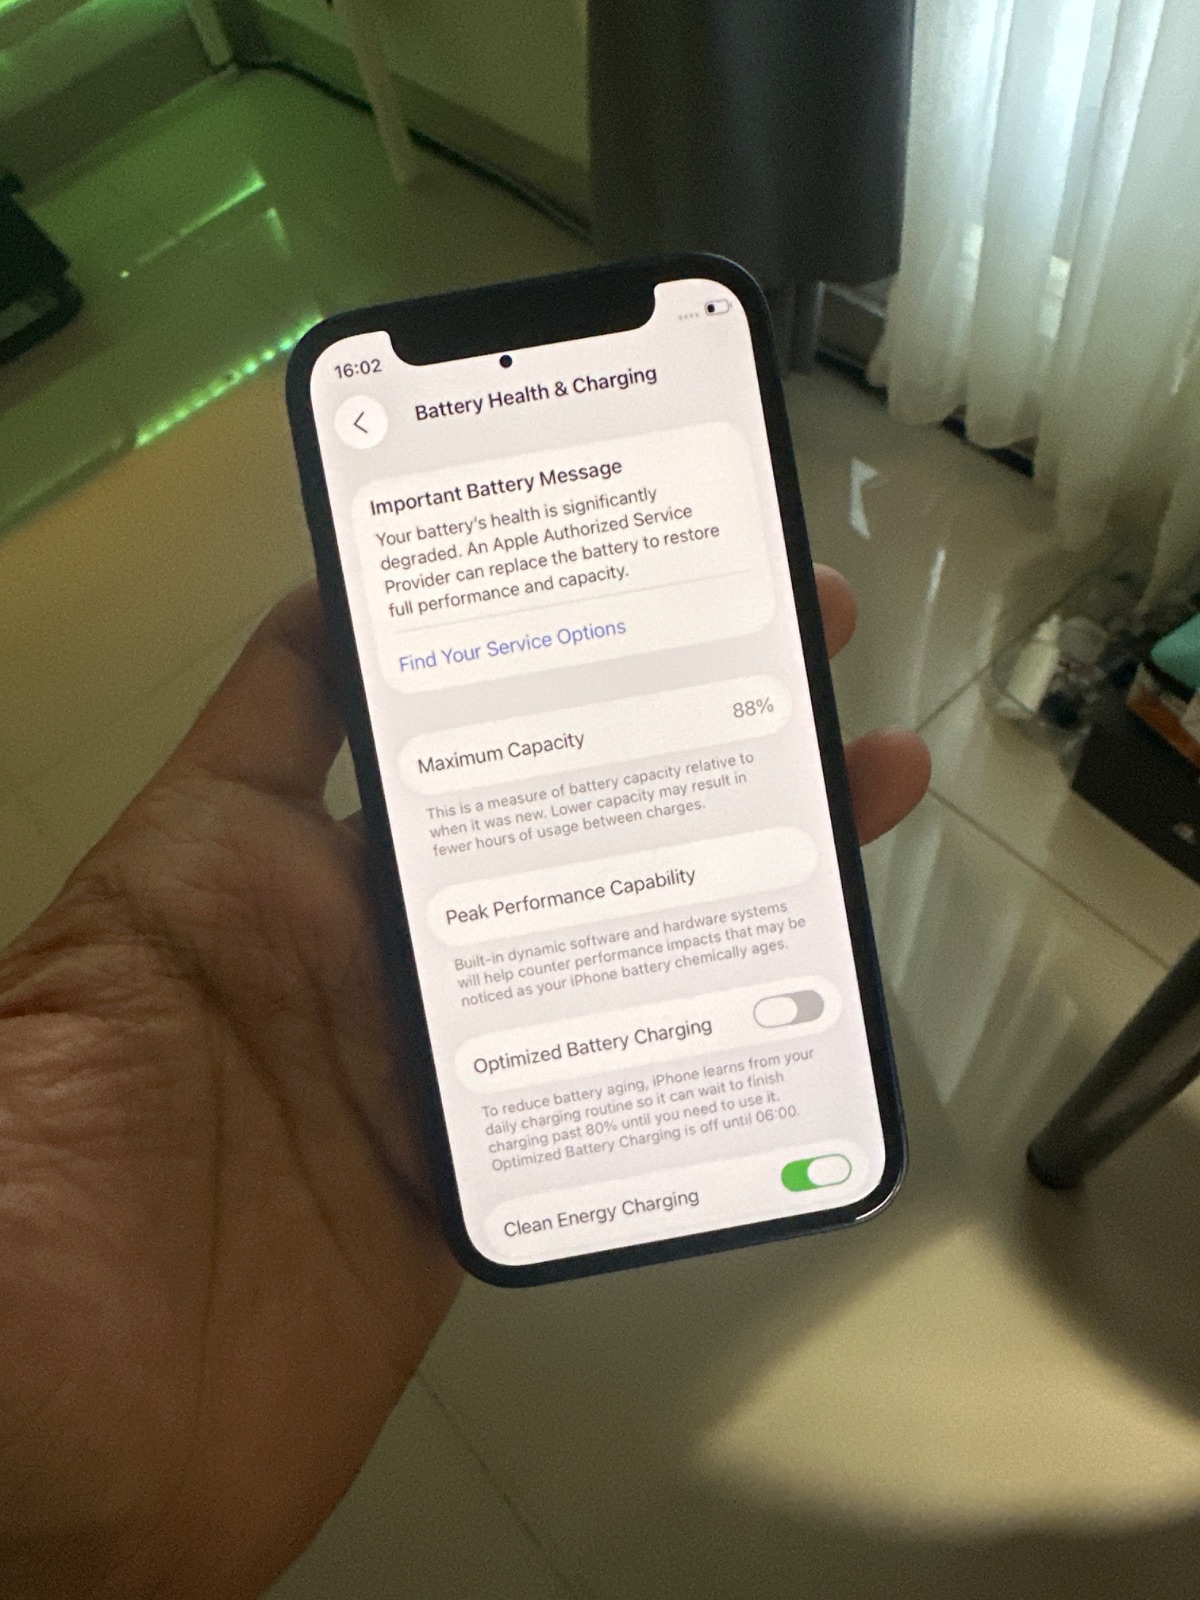 16:02
Battery Health & Charging
Important Battery Message
Your battery's health is significantly
degraded. An Apple Authorized Service
Provider can replace the battery to restore
full performance and capacity.
Find Your Service Options
Maximum Capacity 88%
This is a measure of battery capacity relative to
when it was new. Lower capacity may result in
fewer hours of usage between charges.
Peak Performance Capability
Built-in dynamic software and hardware systems
will help counter performance impacts that may be
noticed as your iPhone battery chemically ages.
Optimized Battery Charging
To reduce battery aging, iPhone learns from your
daily charging routine so it can wait to finish
charging past 80% until you need to use it.
Optimized Battery Charging is off until 06:00.
Clean Energy Charging